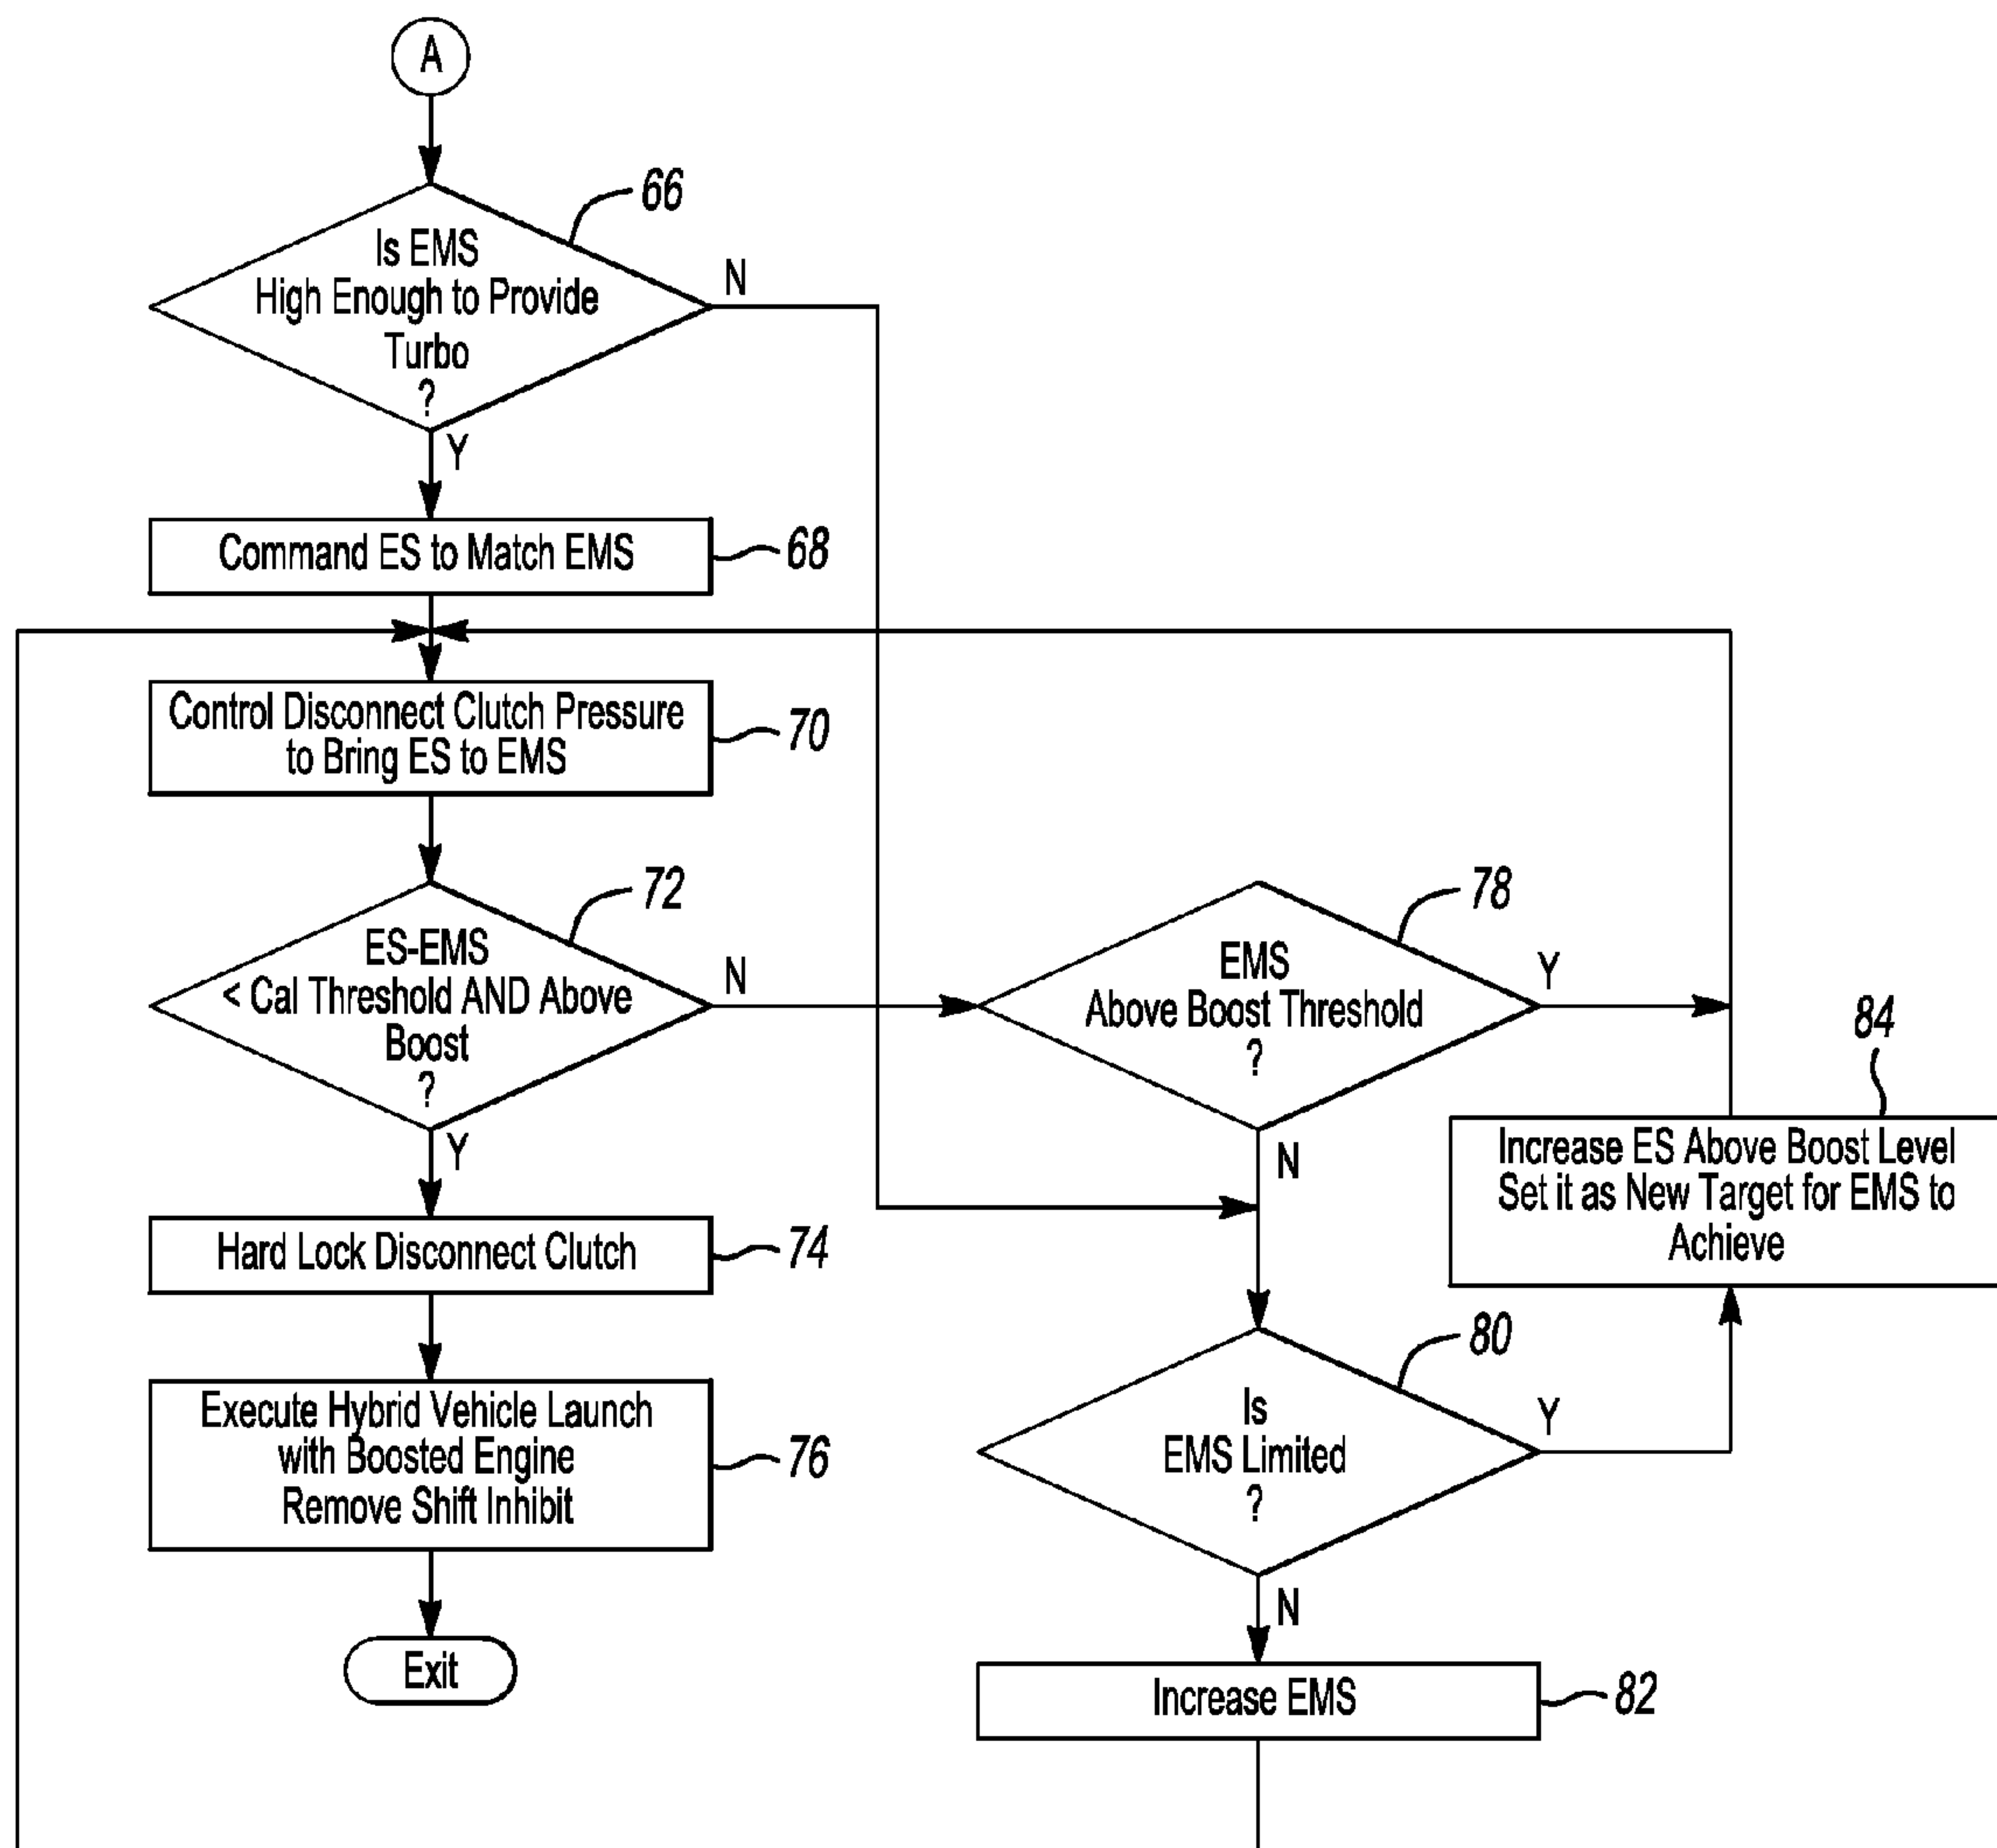 A
66
Is EMS
High Enough to Provide
Turbo
?
N
Y
Command ES to Match EMS
68
Control Disconnect Clutch Pressure
to Bring ES to EMS
70
72
ES-EMS
< Cal Threshold AND Above
Boost
?
N
Y
78
EMS
Above Boost Threshold
?
Y
N
84
Increase ES Above Boost Level
Set it as New Target for EMS to
Achieve
Hard Lock Disconnect Clutch
74
80
Is
EMS Limited
?
Y
N
Execute Hybrid Vehicle Launch
with Boosted Engine
Remove Shift Inhibit
76
Exit
Increase EMS
82